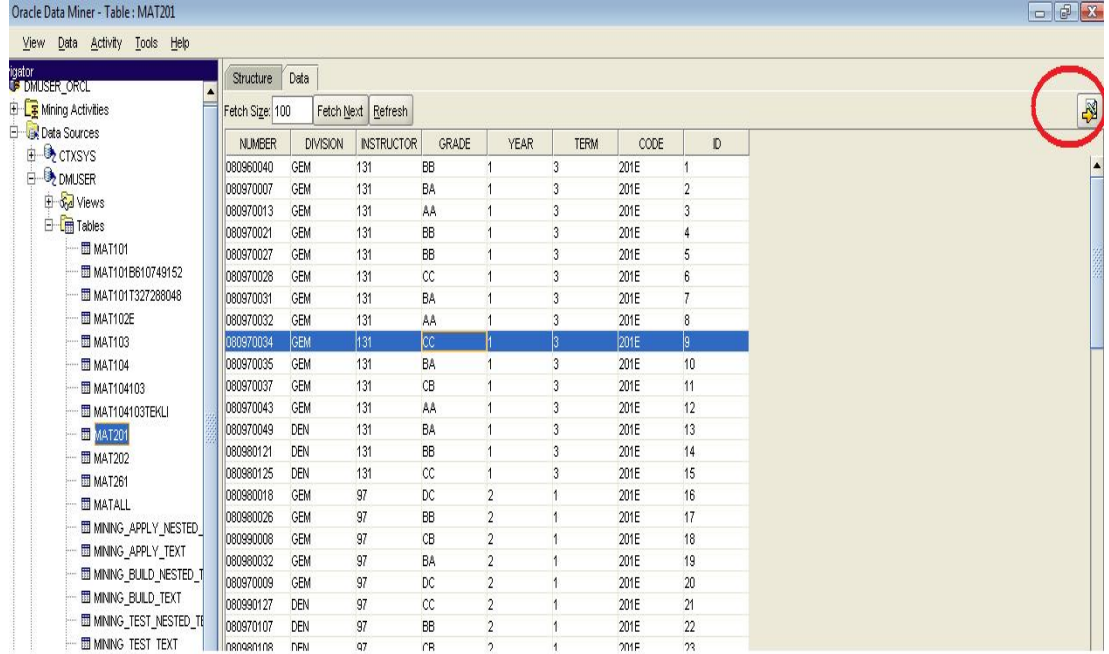 Oracle Data Miner - Table : MAT201
View Data Activity Tools Help
Structure Data
Fetch Size: 100 Fetch Next Refresh
DMUSER_ORCL
Mining Activities
Data Sources
CTXSYS
DMUSER
Views
Tables
MAT101
MAT101B610749152
MAT101T327288048
MAT102E
MAT103
MAT104
MAT104103
MAT104103TEKLI
MAT201
MAT202
MAT261
MATALL
MINING_APPLY_NESTED_
MINING_APPLY_TEXT
MINING_BUILD_NESTED_T
MINING_BUILD_TEXT
MINING_TEST_NESTED_TE
MINING_TEST_TEXT
NUMBER DIVISION INSTRUCTOR GRADE YEAR TERM CODE ID
080960040 GEM 131 BB 1 3 201E 1
080970007 GEM 131 BA 1 3 201E 2
080970013 GEM 131 AA 1 3 201E 3
080970021 GEM 131 BB 1 3 201E 4
080970027 GEM 131 BB 1 3 201E 5
080970028 GEM 131 CC 1 3 201E 6
080970031 GEM 131 BA 1 3 201E 7
080970032 GEM 131 AA 1 3 201E 8
080970034 GEM 131 CC 1 3 201E 9
080970035 GEM 131 BA 1 3 201E 10
080970037 GEM 131 CB 1 3 201E 11
080970043 GEM 131 AA 1 3 201E 12
080970049 DEN 131 BA 1 3 201E 13
080980121 DEN 131 BB 1 3 201E 14
080980125 DEN 131 CC 1 3 201E 15
080980018 GEM 97 DC 2 1 201E 16
080980026 GEM 97 BB 2 1 201E 17
080990008 GEM 97 CB 2 1 201E 18
080980032 GEM 97 BA 2 1 201E 19
080970009 GEM 97 DC 2 1 201E 20
080990127 DEN 97 CC 2 1 201E 21
080970107 DEN 97 BB 2 1 201E 22
080980108 DEN 97 CB 2 1 201E 23